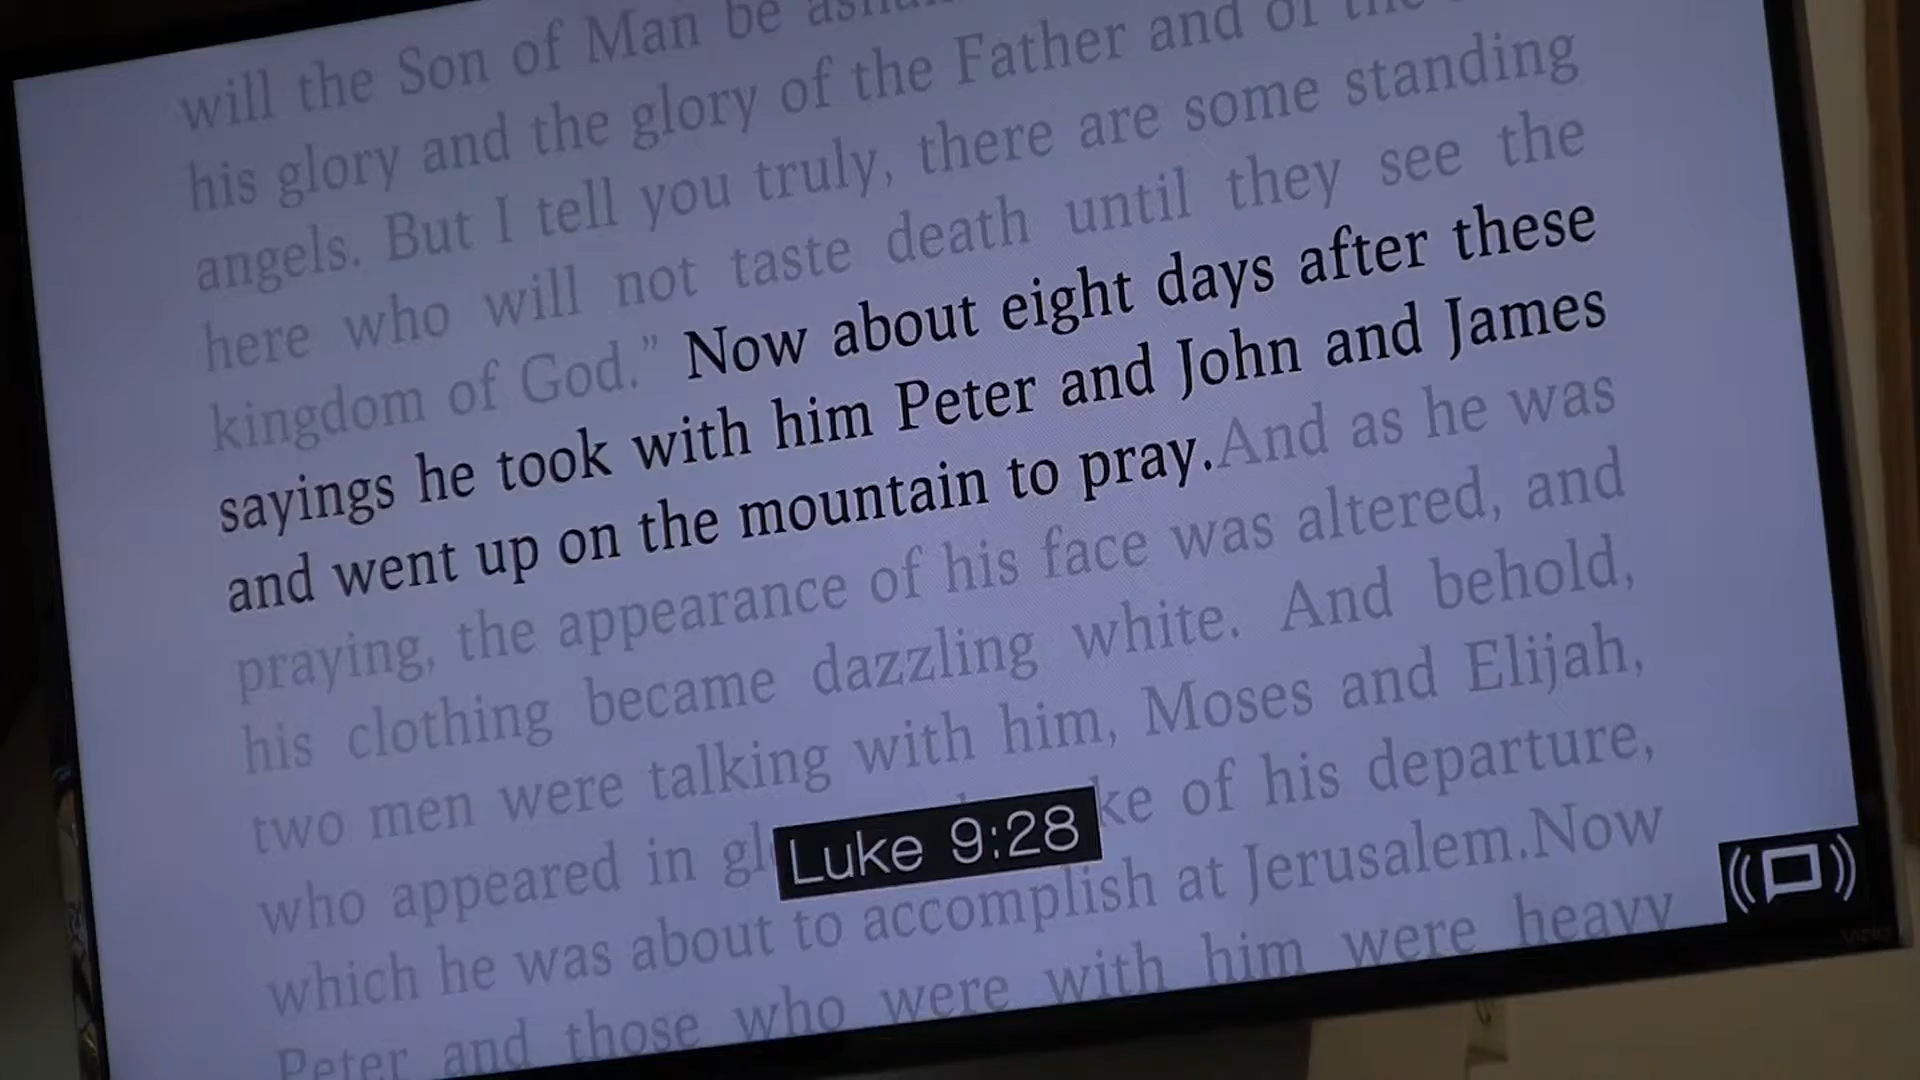 will the Son of Man be
his glory and the glory of the Father and of the
angels. But I tell you truly, there are some standing
here who will not taste death until they see the
kingdom of God.” Now about eight days after these
sayings he took with him Peter and John and James
and went up on the mountain to pray.And as he was
praying, the appearance of his face was altered, and
his clothing became dazzling white. And behold,
two men were talking with him, Moses and Elijah,
who appeared in of his departure,
Luke 9:28
which he was about to accomplish at Jerusalem.Now
Peter and those who were with him were heavy
VIZIO